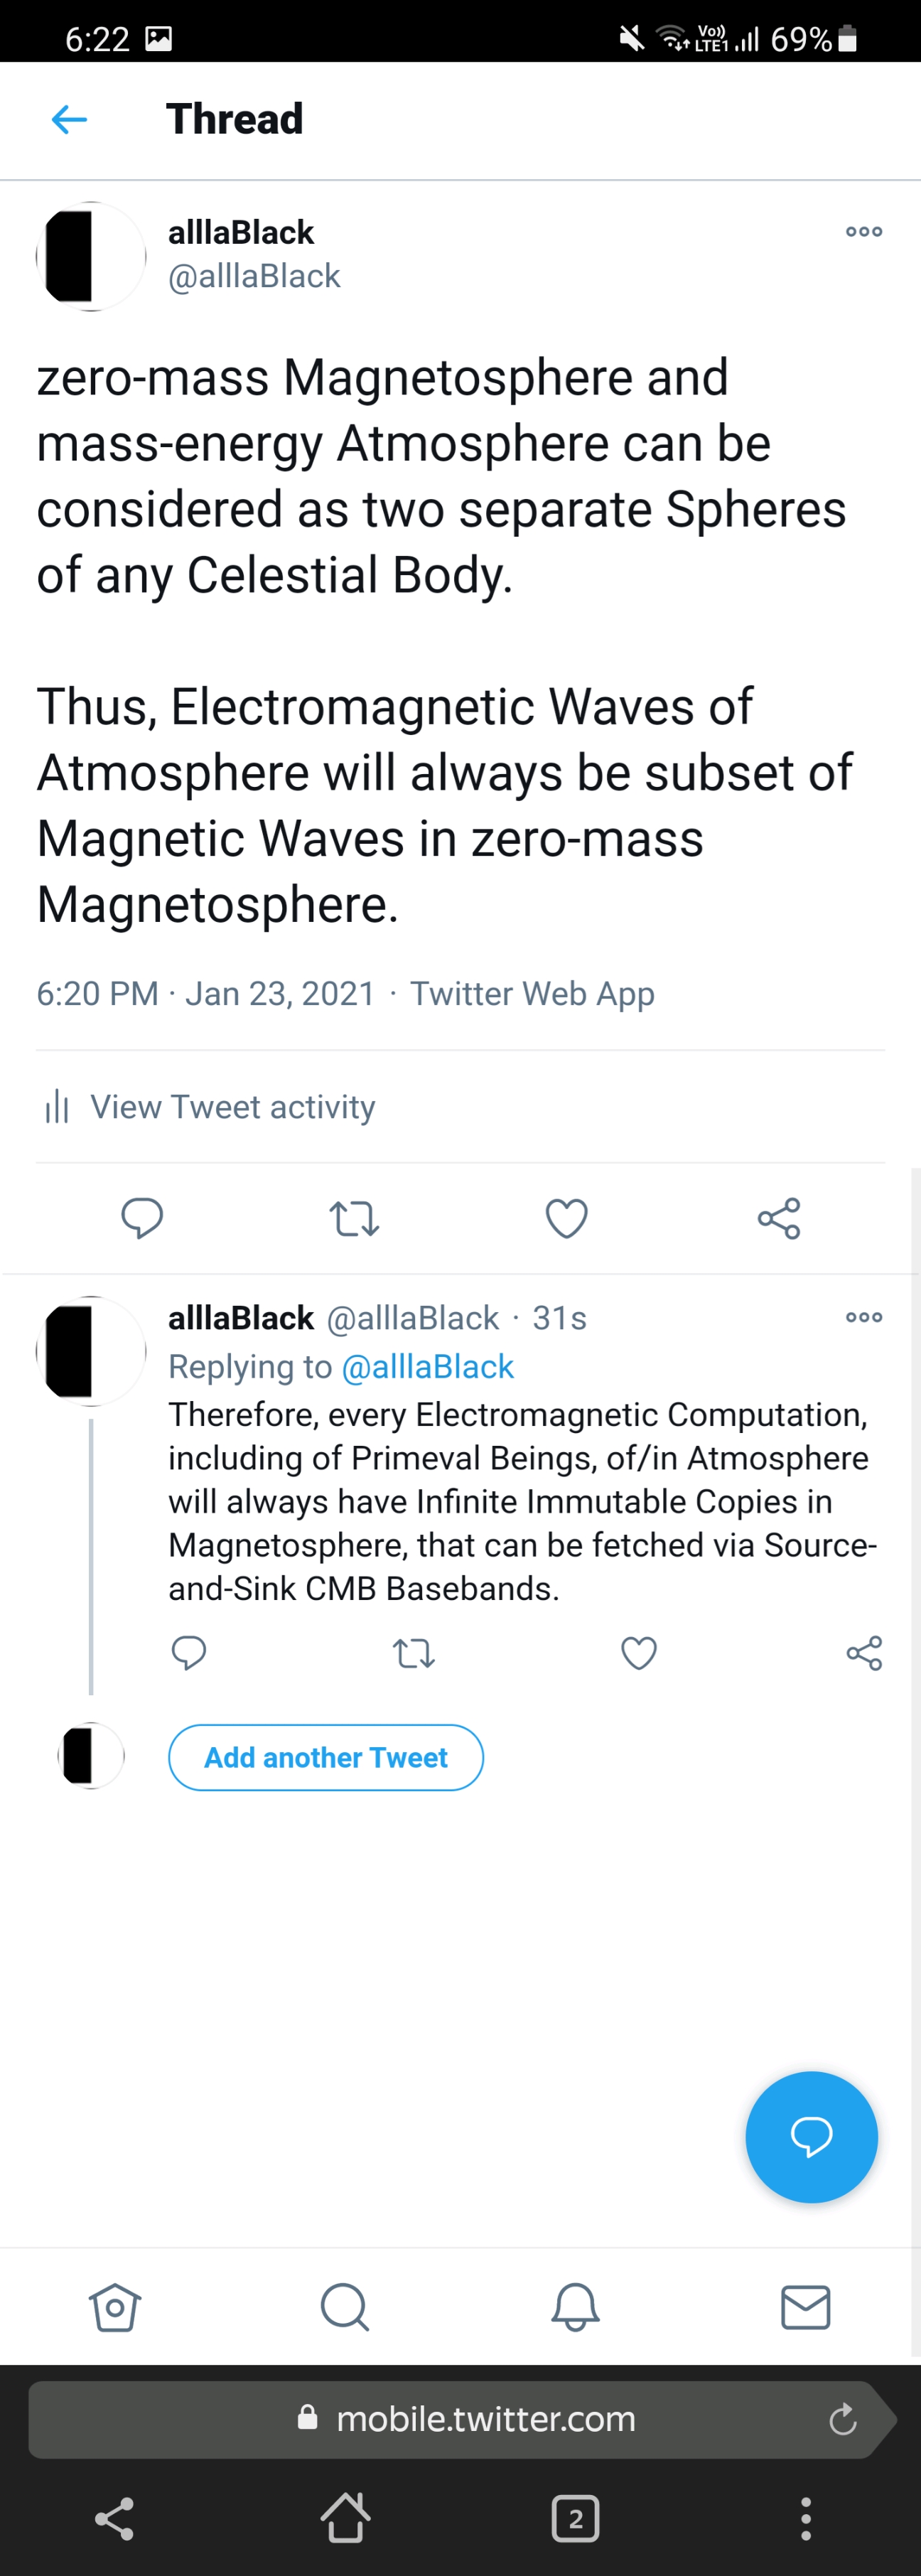 6:22
Vo)) LTE1 69%
Thread
alllaBlack
@alllaBlack
zero-mass Magnetosphere and
mass-energy Atmosphere can be
considered as two separate Spheres
of any Celestial Body.
Thus, Electromagnetic Waves of
Atmosphere will always be subset of
Magnetic Waves in zero-mass
Magnetosphere.
6:20 PM · Jan 23, 2021 · Twitter Web App
View Tweet activity
alllaBlack @alllaBlack · 31s
Replying to @alllaBlack
Therefore, every Electromagnetic Computation,
including of Primeval Beings, of/in Atmosphere
will always have Infinite Immutable Copies in
Magnetosphere, that can be fetched via Source-
and-Sink CMB Basebands.
Add another Tweet
mobile.twitter.com
2